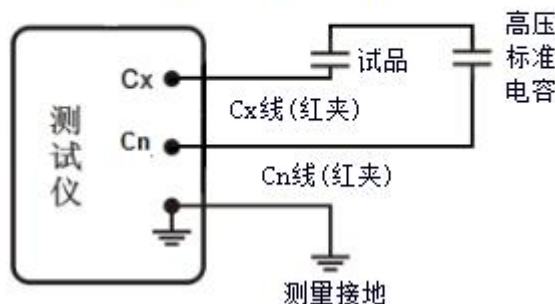 高压
标准
电容
试品
Cx
Cx线(红夹)
测试仪
Cn
Cn线(红夹)
测量接地